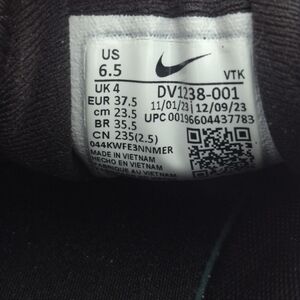 US
6.5
VTK
UK 4
DV1238-001
EUR 37.5
11/01/23 12/09/23
cm 23.5
UPC 00196604437783
BR 35.5
CN 235(2.5)
044KWFE3NNMER
MADE IN VIETNAM
HECHO EN VIETNAM
FABRIQUÉ AU VIETNAM